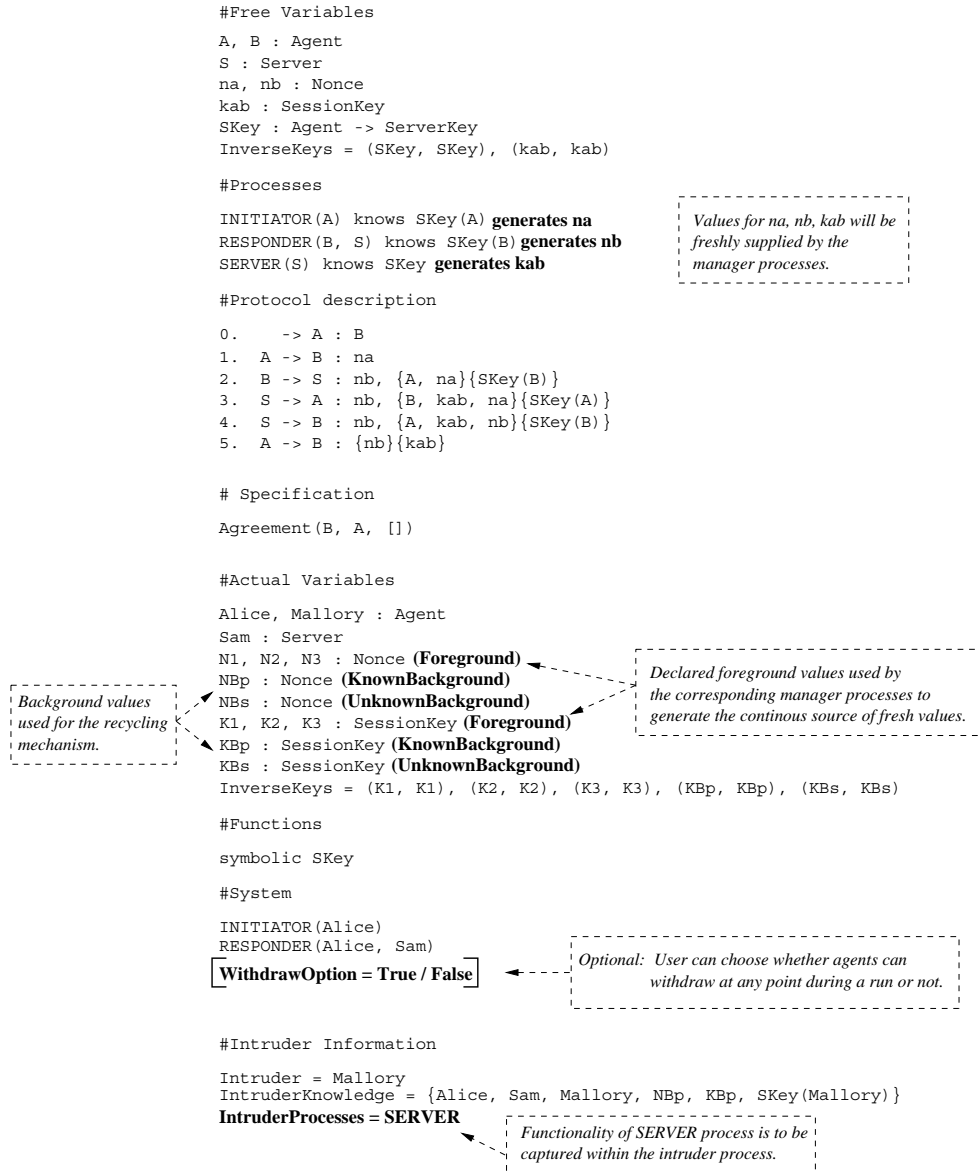 #Free Variables
A, B : Agent
S : Server
na, nb : Nonce
kab : SessionKey
SKey : Agent -> ServerKey
InverseKeys = (SKey, SKey), (kab, kab)
#Processes
INITIATOR(A) knows SKey(A) generates na
RESPONDER(B, S) knows SKey(B) generates nb
SERVER(S) knows SKey generates kab
Values for na, nb, kab will be
freshly supplied by the
manager processes.
#Protocol description
0. -> A : B
1. A -> B : na
2. B -> S : nb, {A, na}{SKey(B)}
3. S -> A : nb, {B, kab, na}{SKey(A)}
4. S -> B : nb, {A, kab, nb}{SKey(B)}
5. A -> B : {nb}{kab}
# Specification
Agreement(B, A, [])
#Actual Variables
Alice, Mallory : Agent
Sam : Server
N1, N2, N3 : Nonce (Foreground)
NBp : Nonce (KnownBackground)
NBs : Nonce (UnknownBackground)
K1, K2, K3 : SessionKey (Foreground)
KBp : SessionKey (KnownBackground)
KBs : SessionKey (UnknownBackground)
InverseKeys = (K1, K1), (K2, K2), (K3, K3), (KBp, KBp), (KBs, KBs)
Background values
used for the recycling
mechanism.
Declared foreground values used by
the corresponding manager processes to
generate the continous source of fresh values.
#Functions
symbolic SKey
#System
INITIATOR(Alice)
RESPONDER(Alice, Sam)
WithdrawOption = True / False
Optional: User can choose whether agents can
withdraw at any point during a run or not.
#Intruder Information
Intruder = Mallory
IntruderKnowledge = {Alice, Sam, Mallory, NBp, KBp, SKey(Mallory)}
IntruderProcesses = SERVER
Functionality of SERVER process is to be
captured within the intruder process.